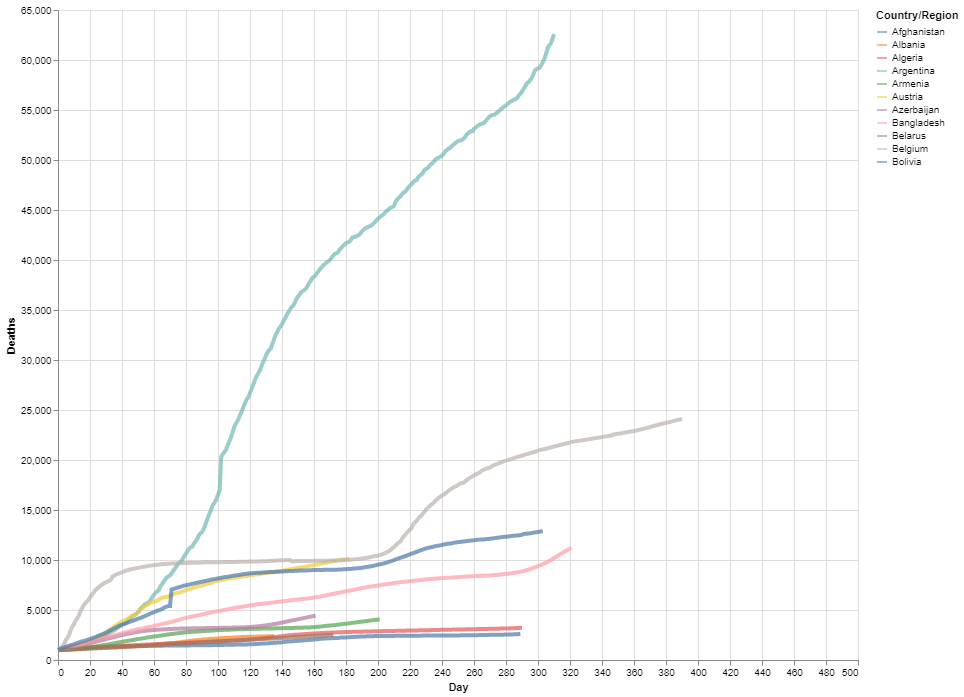 65,000
60,000
55,000
50,000
45,000
40,000
35,000
30,000
25,000
20,000
15,000
10,000
5,000
0
Deaths
0 20 40 60 80 100 120 140 160 180 200 220 240 260 280 300 320 340 360 380 400 420 440 460 480 500
Day
Country/Region
Afghanistan
Albania
Algeria
Argentina
Armenia
Austria
Azerbaijan
Bangladesh
Belarus
Belgium
Bolivia